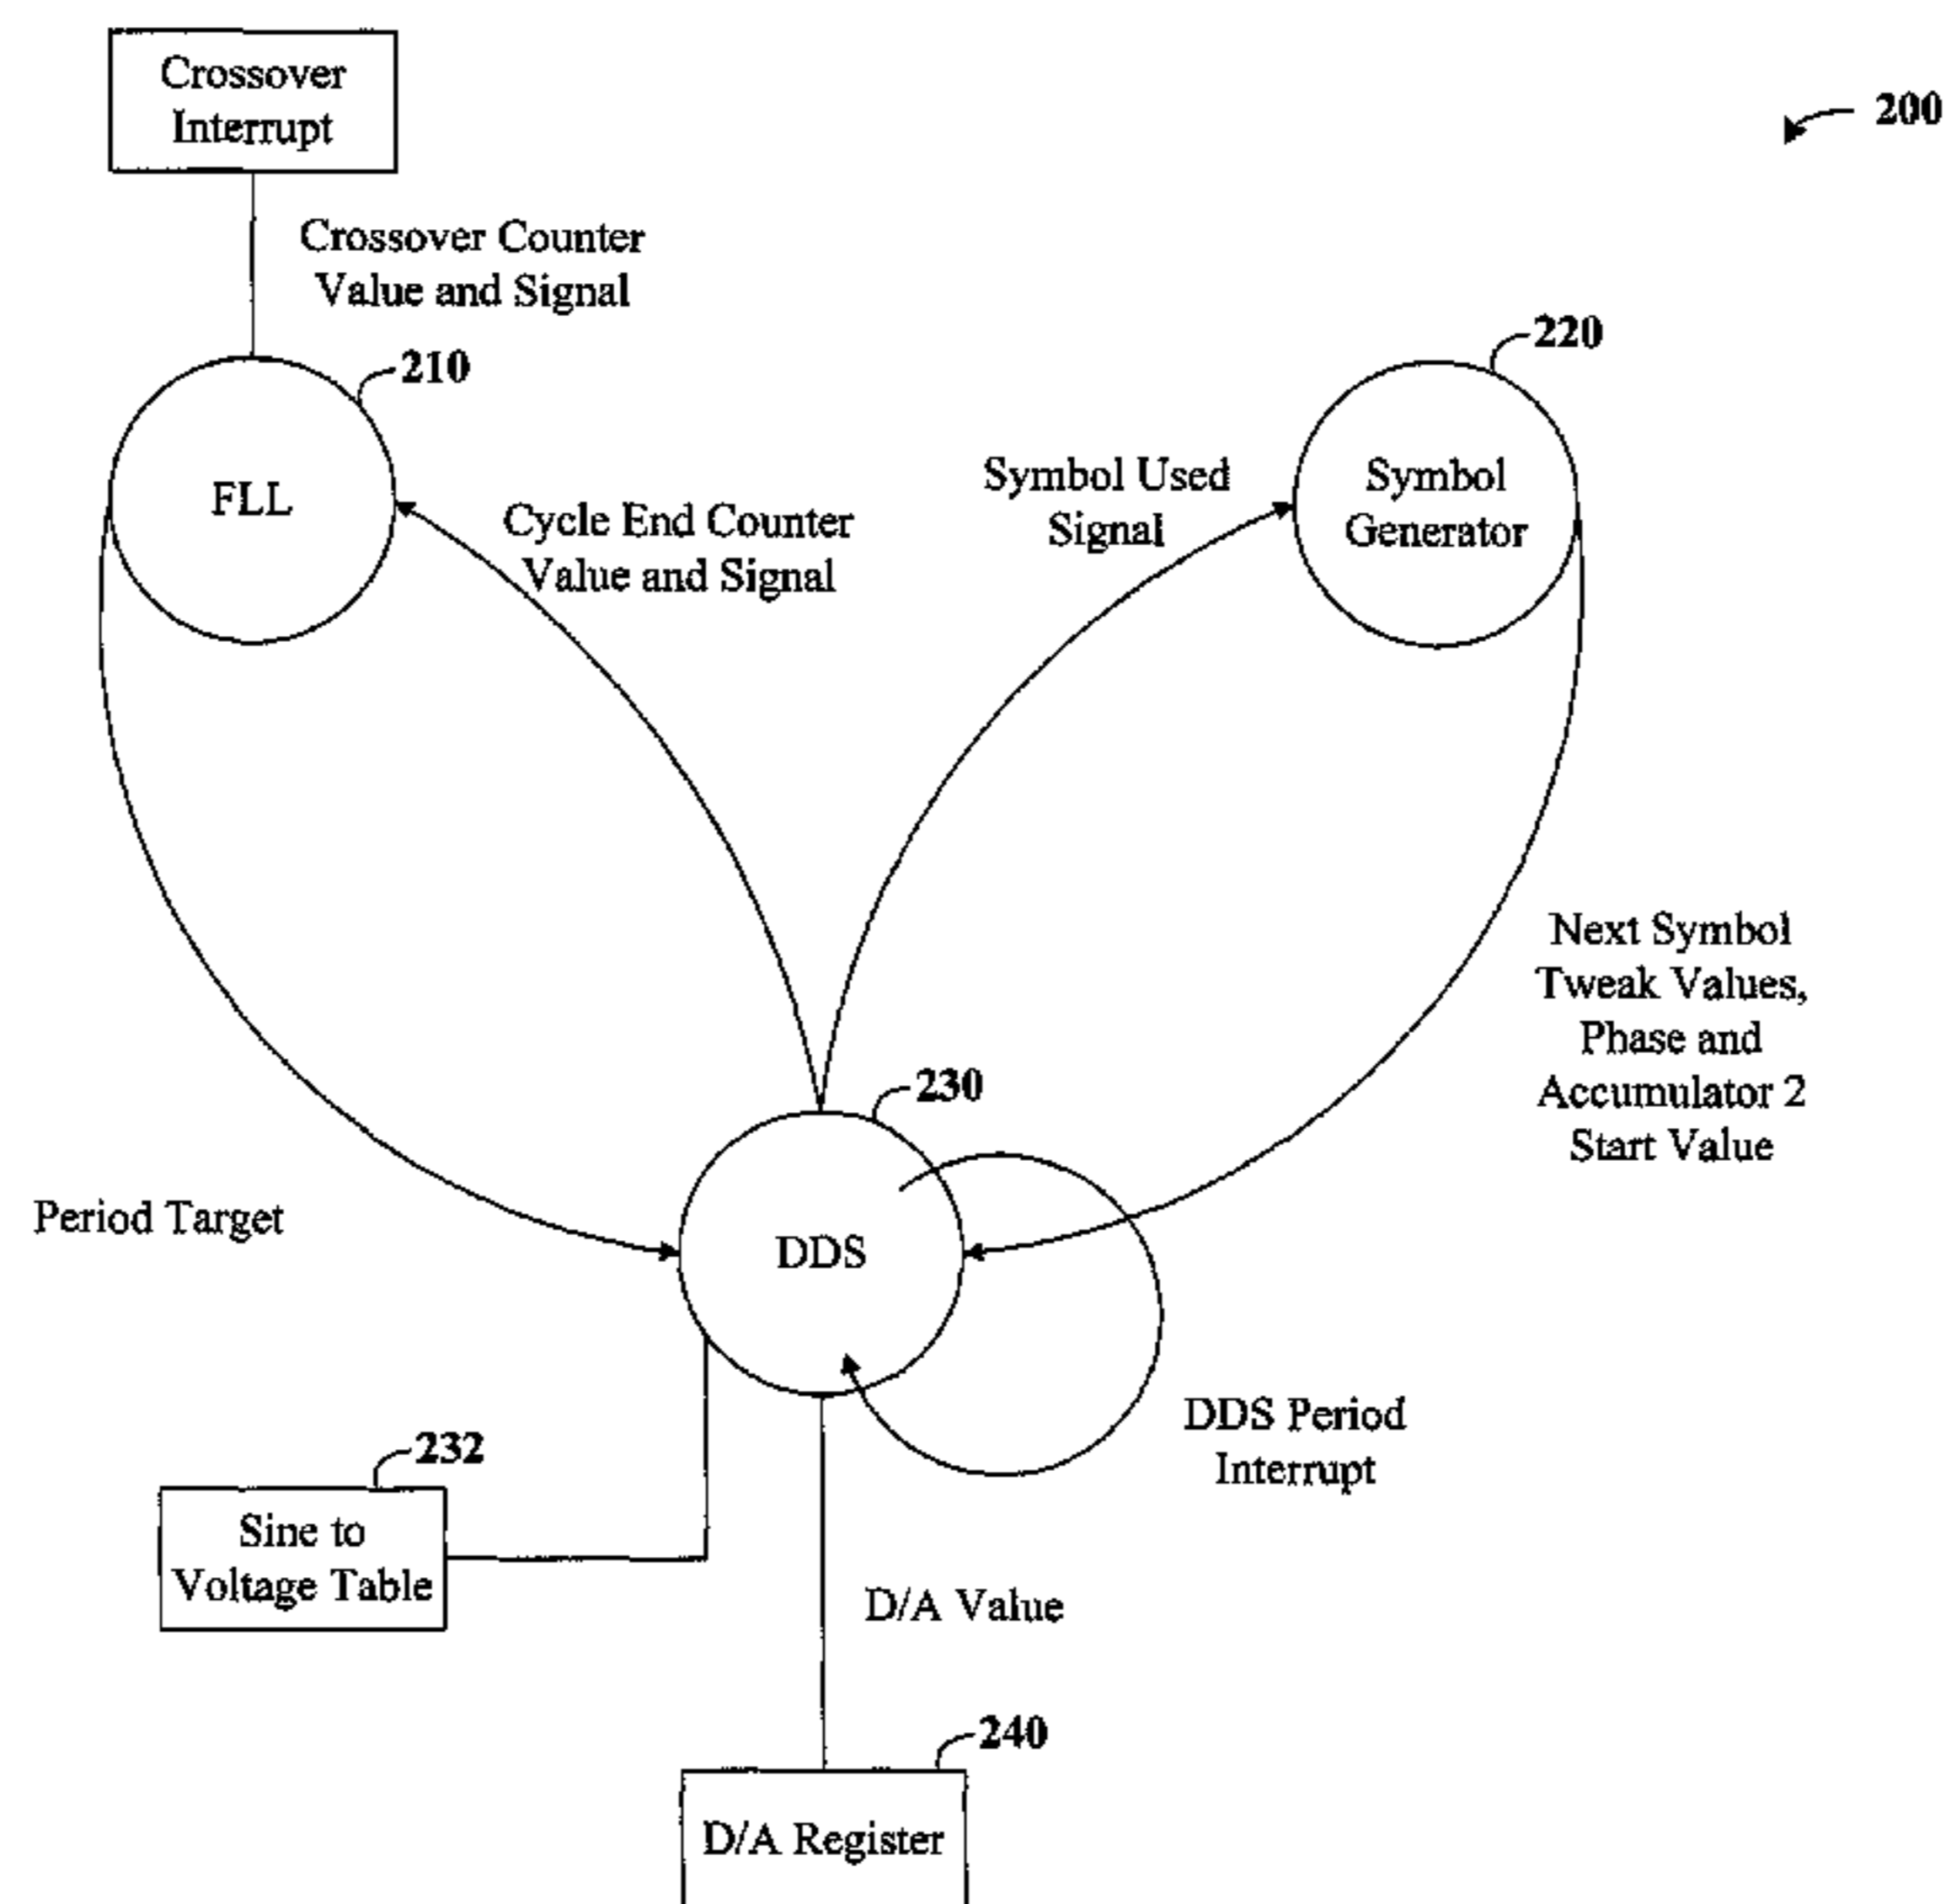 Crossover
Interrupt
200
Crossover Counter
Value and Signal
210
220
FLL
Cycle End Counter
Value and Signal
Symbol Used
Signal
Symbol
Generator
Next Symbol
Tweak Values,
Phase and
Accumulator 2
Start Value
230
Period Target
DDS
DDS Period
Interrupt
232
Sine to
Voltage Table
D/A Value
240
D/A Register